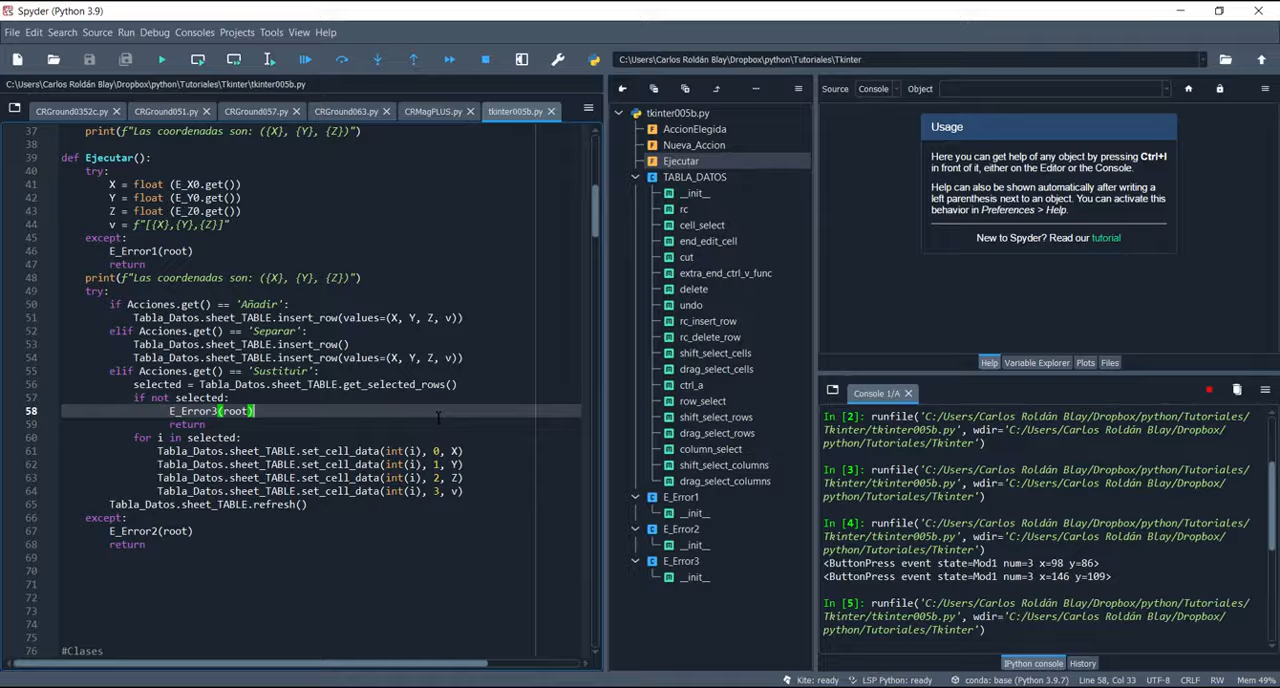 Spyder (Python 3.9)
File Edit Search Source Run Debug Consoles Projects Tools View Help
C:\Users\Carlos Roldán Blay\Dropbox\python\Tutoriales\Tkinter
C:\Users\Carlos Roldán Blay\Dropbox\python\Tutoriales\Tkinter\tkinter005b.py
CRGround0352c.py CRGround051.py CRGround057.py CRGround063.py CRMagPLUS.py tkinter005b.py
37 print(f"Las coordenadas son: ({X}, {Y}, {Z})")
38
39 def Ejecutar():
40 try:
41 X = float (E_X0.get())
42 Y = float (E_Y0.get())
43 Z = float (E_Z0.get())
44 v = f"[{X},{Y},{Z}]"
45 except:
46 E_Error1(root)
47 return
48 print(f"Las coordenadas son: ({X}, {Y}, {Z})")
49 try:
50 if Acciones.get() == 'Añadir':
51 Tabla_Datos.sheet_TABLE.insert_row(values=(X, Y, Z, v))
52 elif Acciones.get() == 'Separar':
53 Tabla_Datos.sheet_TABLE.insert_row()
54 Tabla_Datos.sheet_TABLE.insert_row(values=(X, Y, Z, v))
55 elif Acciones.get() == 'Sustituir':
56 selected = Tabla_Datos.sheet_TABLE.get_selected_rows()
57 if not selected:
58 E_Error3(root)
59 return
60 for i in selected:
61 Tabla_Datos.sheet_TABLE.set_cell_data(int(i), 0, X)
62 Tabla_Datos.sheet_TABLE.set_cell_data(int(i), 1, Y)
63 Tabla_Datos.sheet_TABLE.set_cell_data(int(i), 2, Z)
64 Tabla_Datos.sheet_TABLE.set_cell_data(int(i), 3, v)
65 Tabla_Datos.sheet_TABLE.refresh()
66 except:
67 E_Error2(root)
68 return
69
70
71
72
73
74
75
76 #Clases
tkinter005b.py
AccionElegida
Nueva_Accion
Ejecutar
TABLA_DATOS
__init__
rc
cell_select
end_edit_cell
cut
extra_end_ctrl_v_func
delete
undo
rc_insert_row
rc_delete_row
shift_select_cells
drag_select_cells
ctrl_a
row_select
shift_select_rows
drag_select_rows
column_select
shift_select_columns
drag_select_columns
E_Error1
__init__
E_Error2
__init__
E_Error3
__init__
Source Console Object
Usage
Here you can get help of any object by pressing Ctrl+I
in front of it, either on the Editor or the Console.
Help can also be shown automatically after writing a
left parenthesis next to an object. You can activate this
behavior in Preferences > Help.
New to Spyder? Read our tutorial
Help Variable Explorer Plots Files
Console 1/A
In [2]: runfile('C:/Users/Carlos Roldán Blay/Dropbox/python/Tutoriales/
Tkinter/tkinter005b.py', wdir='C:/Users/Carlos Roldán Blay/Dropbox/
python/Tutoriales/Tkinter')
In [3]: runfile('C:/Users/Carlos Roldán Blay/Dropbox/python/Tutoriales/
Tkinter/tkinter005b.py', wdir='C:/Users/Carlos Roldán Blay/Dropbox/
python/Tutoriales/Tkinter')
In [4]: runfile('C:/Users/Carlos Roldán Blay/Dropbox/python/Tutoriales/
Tkinter/tkinter005b.py', wdir='C:/Users/Carlos Roldán Blay/Dropbox/
python/Tutoriales/Tkinter')
<ButtonPress event state=Mod1 num=3 x=98 y=86>
<ButtonPress event state=Mod1 num=3 x=146 y=109>
In [5]: runfile('C:/Users/Carlos Roldán Blay/Dropbox/python/Tutoriales/
Tkinter/tkinter005b.py', wdir='C:/Users/Carlos Roldán Blay/Dropbox/
python/Tutoriales/Tkinter')
IPython console History
Kite: ready LSP Python: ready conda: base (Python 3.9.7) Line 58, Col 33 UTF-8 CRLF RW Mem 49%